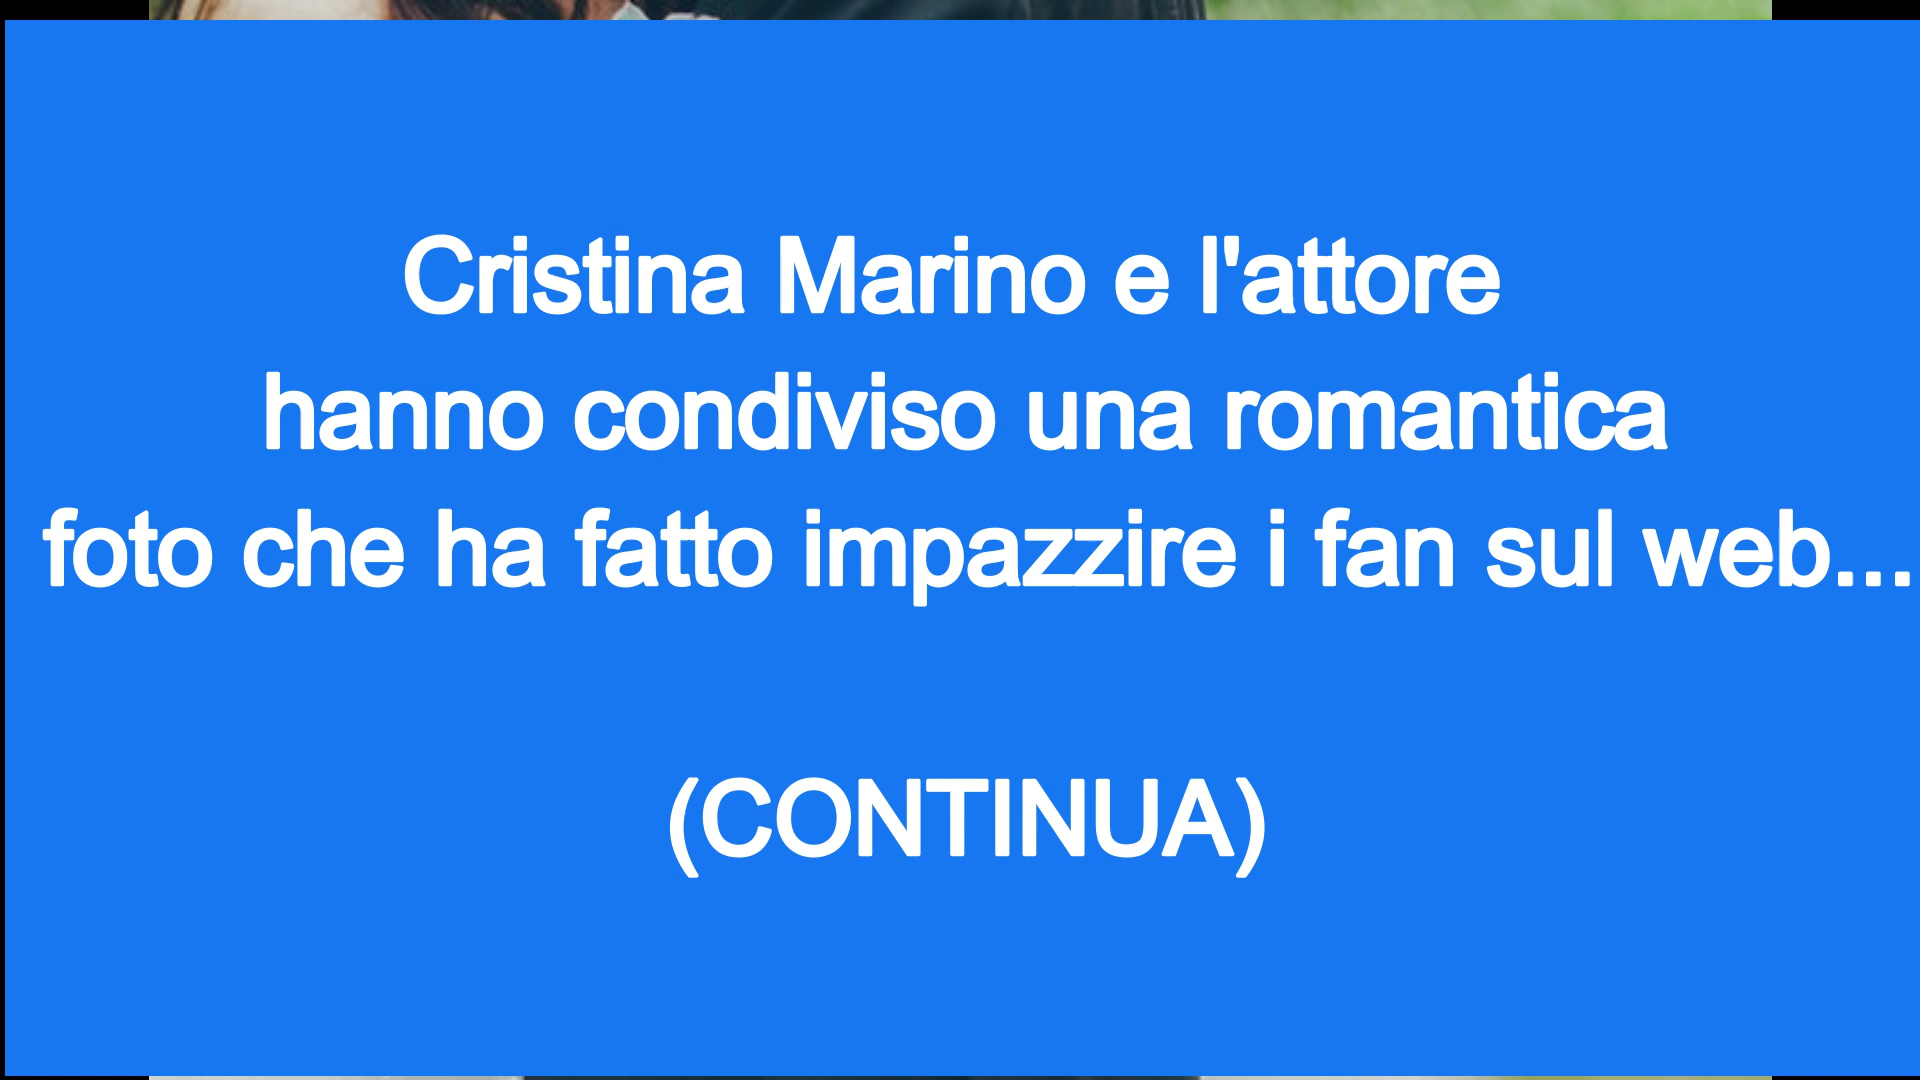 Cristina Marino e l'attore
hanno condiviso una romantica
foto che ha fatto impazzire i fan sul web...
(CONTINUA)